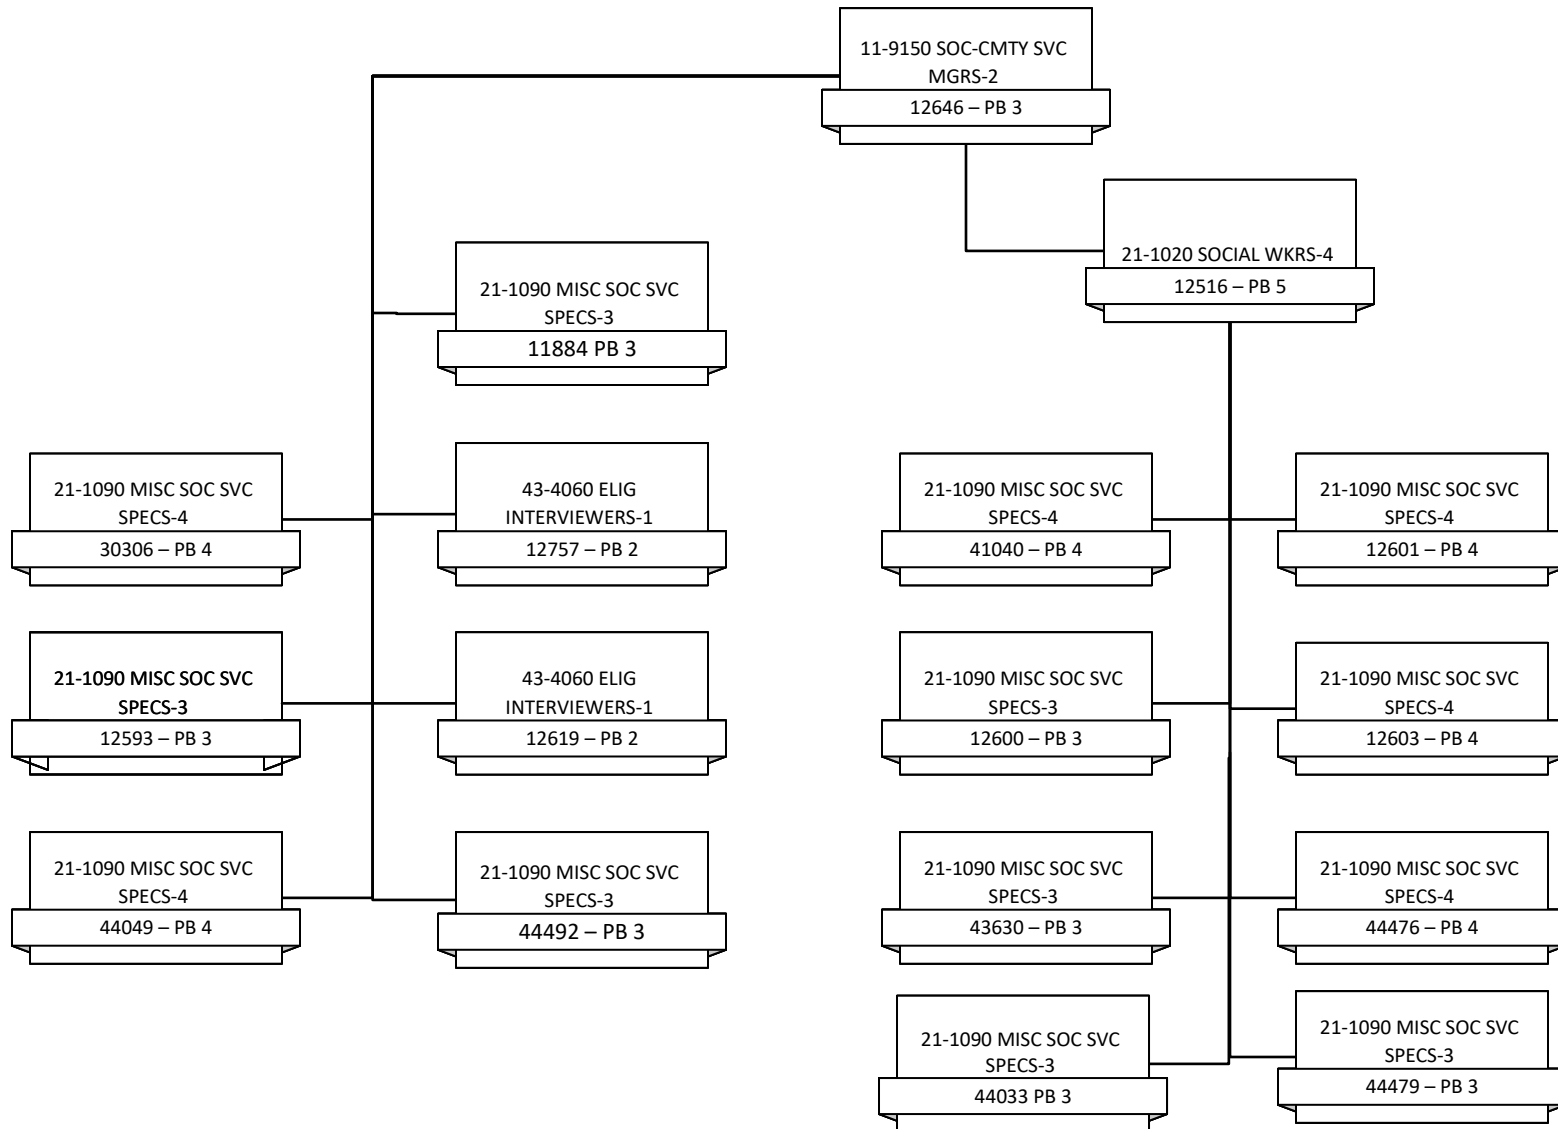 11-9150 SOC-CMTY SVC
MGRS-2
12646 – PB 3
21-1020 SOCIAL WKRS-4
12516 – PB 5
21-1090 MISC SOC SVC
SPECS-3
11884 PB 3
21-1090 MISC SOC SVC
SPECS-4
30306 – PB 4
43-4060 ELIG
INTERVIEWERS-1
12757 – PB 2
21-1090 MISC SOC SVC
SPECS-4
41040 – PB 4
21-1090 MISC SOC SVC
SPECS-4
12601 – PB 4
21-1090 MISC SOC SVC
SPECS-3
12593 – PB 3
43-4060 ELIG
INTERVIEWERS-1
12619 – PB 2
21-1090 MISC SOC SVC
SPECS-3
12600 – PB 3
21-1090 MISC SOC SVC
SPECS-4
12603 – PB 4
21-1090 MISC SOC SVC
SPECS-4
44049 – PB 4
21-1090 MISC SOC SVC
SPECS-3
44492 – PB 3
21-1090 MISC SOC SVC
SPECS-3
43630 – PB 3
21-1090 MISC SOC SVC
SPECS-4
44476 – PB 4
21-1090 MISC SOC SVC
SPECS-3
44033 PB 3
21-1090 MISC SOC SVC
SPECS-3
44479 – PB 3